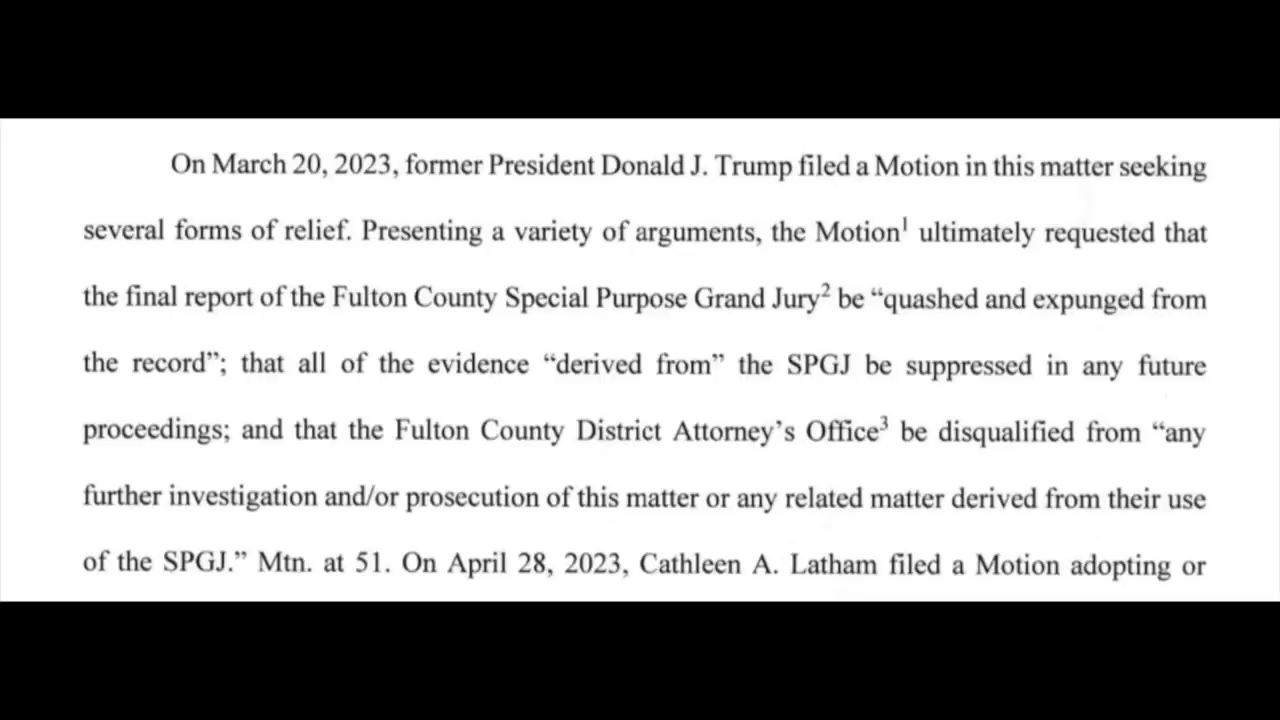 On March 20, 2023, former President Donald J. Trump filed a Motion in this matter seeking
several forms of relief. Presenting a variety of arguments, the Motion¹ ultimately requested that
the final report of the Fulton County Special Purpose Grand Jury² be “quashed and expunged from
the record”; that all of the evidence “derived from” the SPGJ be suppressed in any future
proceedings; and that the Fulton County District Attorney’s Office³ be disqualified from “any
further investigation and/or prosecution of this matter or any related matter derived from their use
of the SPGJ.” Mtn. at 51. On April 28, 2023, Cathleen A. Latham filed a Motion adopting or